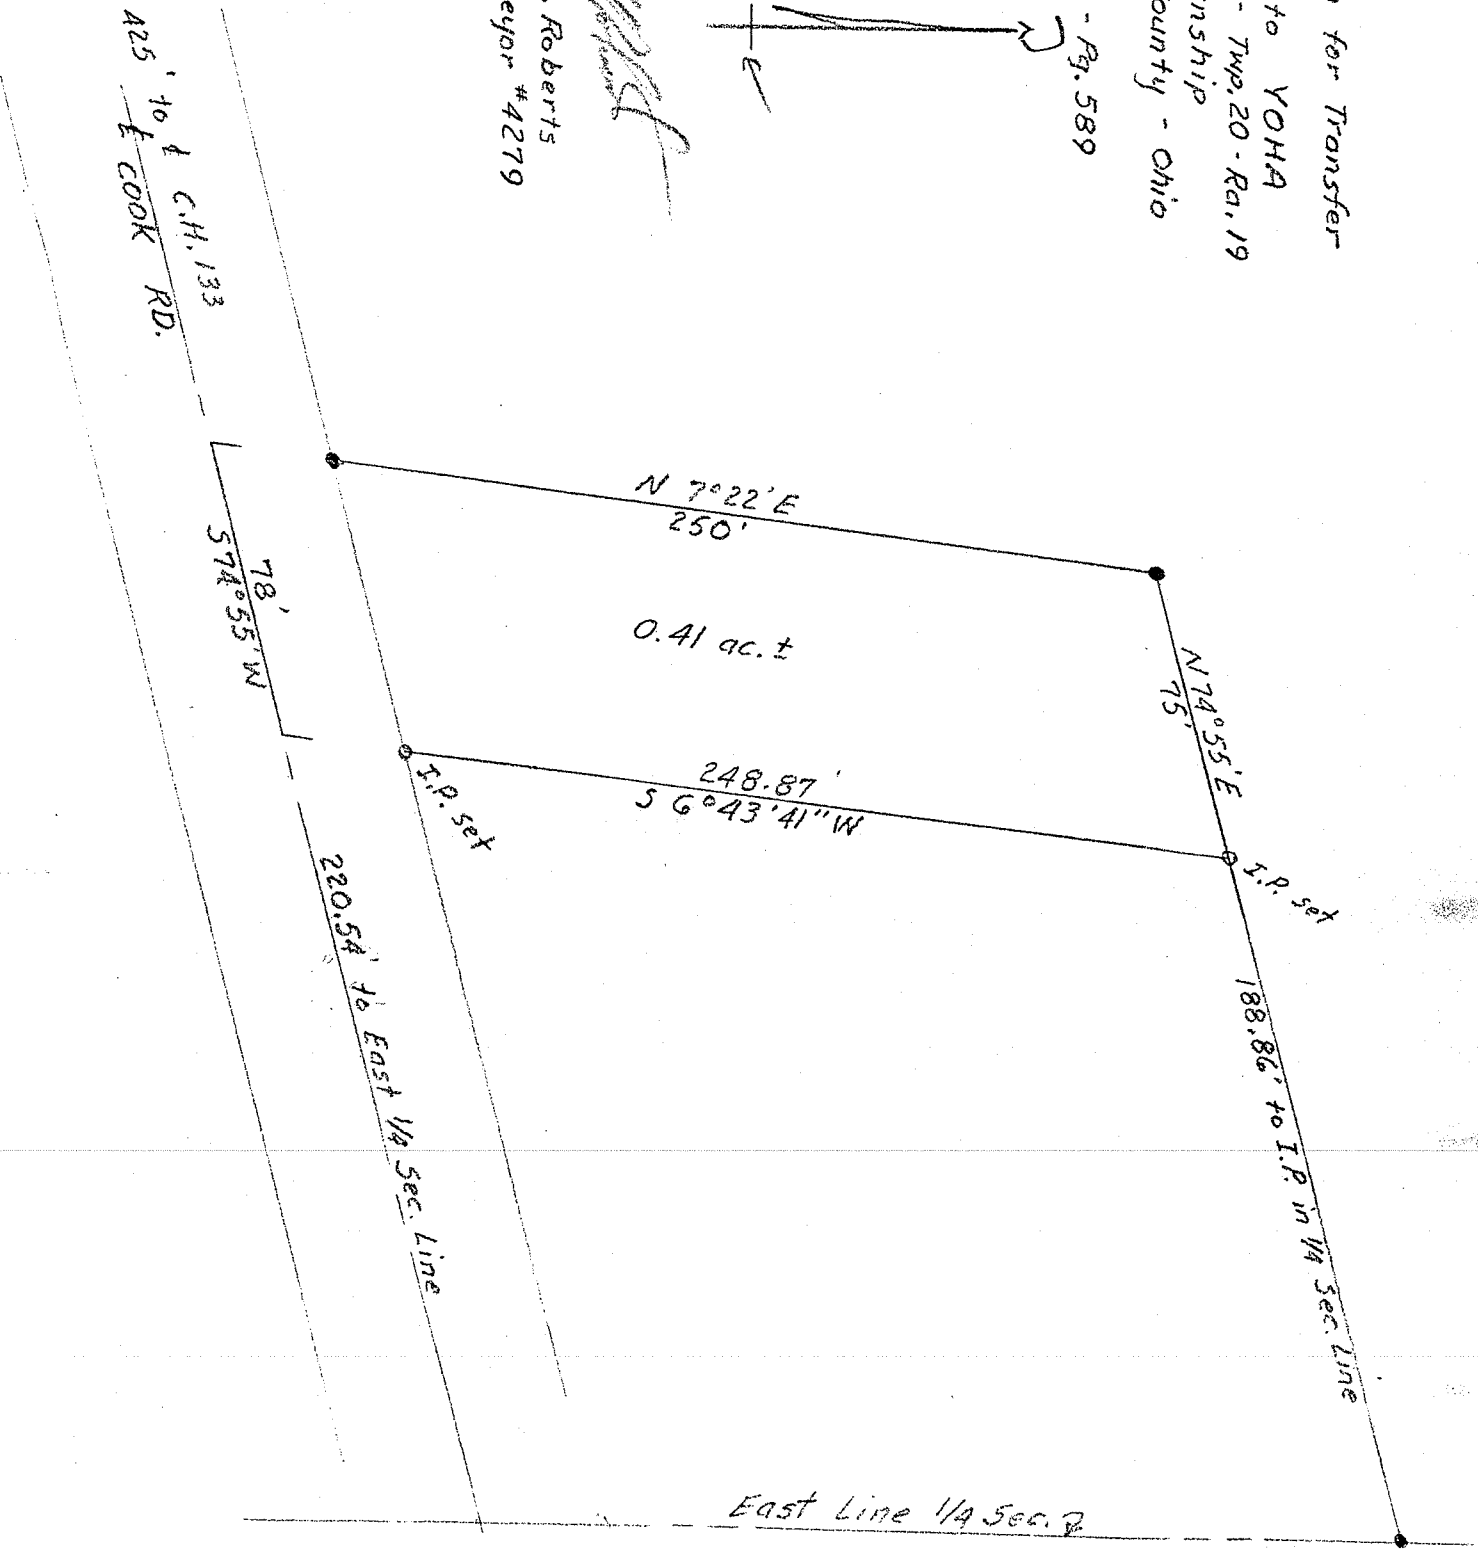 for Transfer
to YOHA
- Twp. 20 - Ra. 19
nship
ounty - Ohio
- Pg. 589
. Roberts
eyor #4279
425' to ℄ C.H. 133
℄ COOK RD.
N 7°22'E
250'
0.41 ac. ±
N 74°55'E
75'
78'
S 74°55'W
248.87'
S 6°43'41"W
I.P. set
I.P. set
220.54' to East 1/4 Sec. Line
188.86' to I.P. in 1/4 Sec. Line
East Line 1/4 Sec. 2